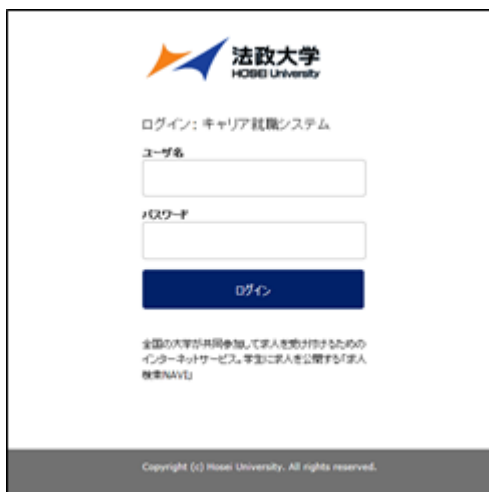 法政大学
HOSEI University
ログイン: キャリア就職システム
ユーザ名
パスワード
ログイン
全国の大学が共同参加して求人を受け付けるための
インターネットサービス。学生に求人を公開する「求人
検索NAVI」
Copyright (c) Hosei University. All rights reserved.